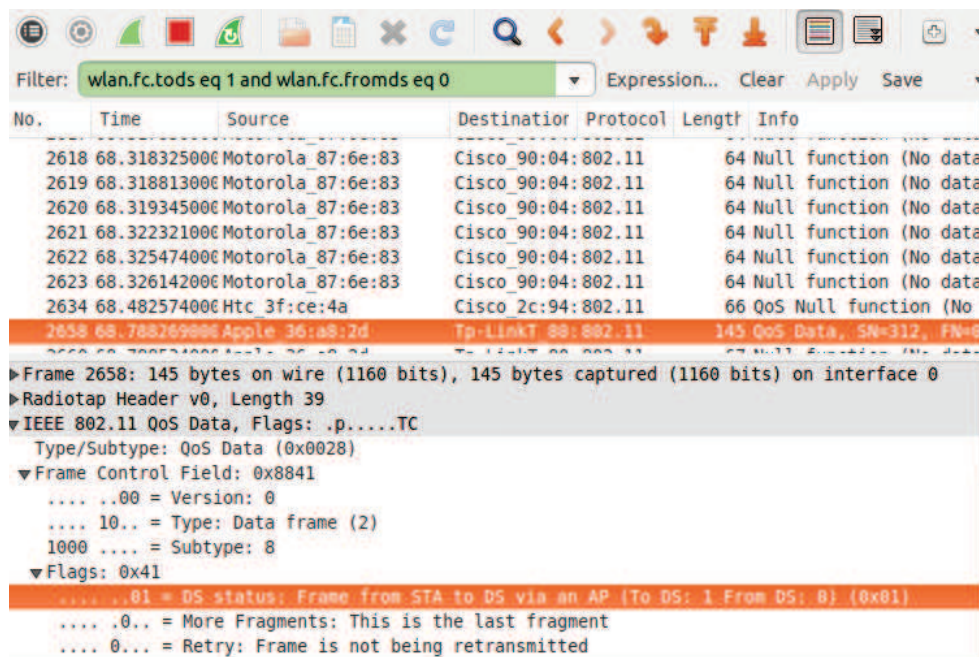 Filter: wlan.fc.tods eq 1 and wlan.fc.fromds eq 0 Expression... Clear Apply Save
No. Time Source Destination Protocol Length Info
2618 68.318325000 Motorola_87:6e:83 Cisco_90:04: 802.11 64 Null function (No data
2619 68.318813000 Motorola_87:6e:83 Cisco_90:04: 802.11 64 Null function (No data
2620 68.319345000 Motorola_87:6e:83 Cisco_90:04: 802.11 64 Null function (No data
2621 68.322321000 Motorola_87:6e:83 Cisco_90:04: 802.11 64 Null function (No data
2622 68.325474000 Motorola_87:6e:83 Cisco_90:04: 802.11 64 Null function (No data
2623 68.326142000 Motorola_87:6e:83 Cisco_90:04: 802.11 64 Null function (No data
2634 68.482574000 Htc_3f:ce:4a Cisco_2c:94: 802.11 66 QoS Null function (No
2658 68.788269000 Apple_36:a8:2d Tp-LinkT_88: 802.11 145 QoS Data, SN=312, FN=
Frame 2658: 145 bytes on wire (1160 bits), 145 bytes captured (1160 bits) on interface 0
Radiotap Header v0, Length 39
IEEE 802.11 QoS Data, Flags: .p.....TC
Type/Subtype: QoS Data (0x0028)
Frame Control Field: 0x8841
.... ..00 = Version: 0
.... 10.. = Type: Data frame (2)
1000 .... = Subtype: 8
Flags: 0x41
.... ..01 = DS status: Frame from STA to DS via an AP (To DS: 1 From DS: 0) (0x01)
.... .0.. = More Fragments: This is the last fragment
.... 0... = Retry: Frame is not being retransmitted